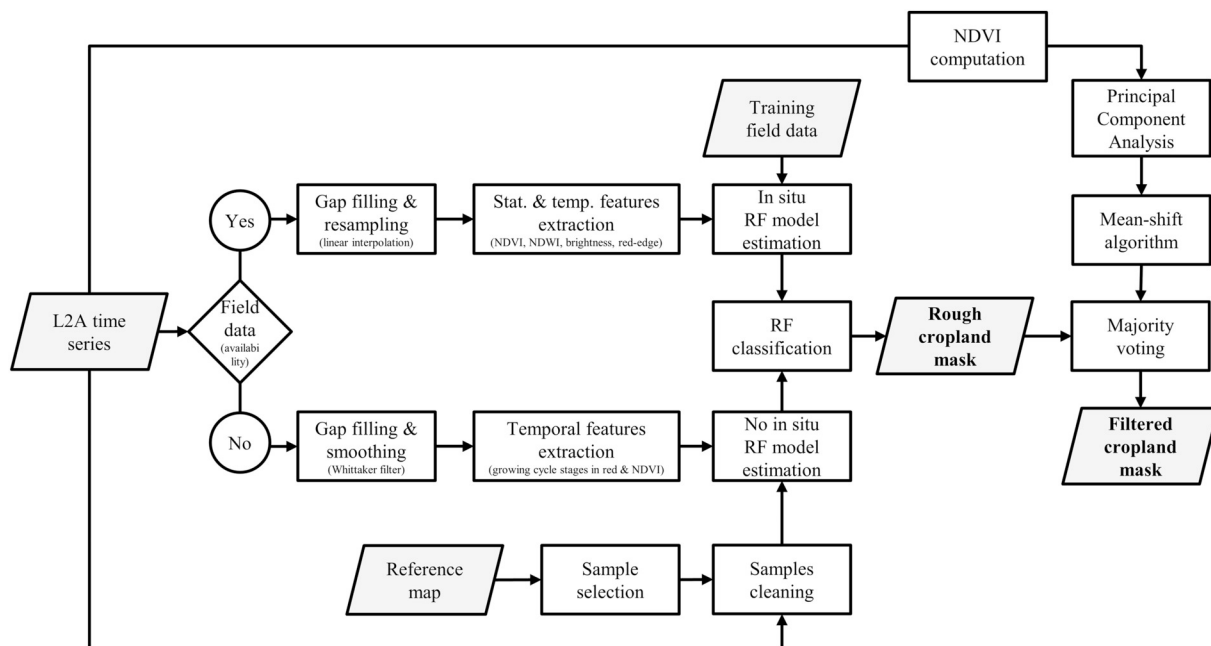 NDVI
computation
Training
field data
Principal
Component
Analysis
Yes
Gap filling &
resampling
(linear interpolation)
Stat. & temp. features
extraction
(NDVI, NDWI, brightness, red-edge)
In situ
RF model
estimation
Mean-shift
algorithm
L2A time
series
Field
data
(availabi
lity)
RF
classification
Rough
cropland
mask
Majority
voting
No
Gap filling &
smoothing
(Whittaker filter)
Temporal features
extraction
(growing cycle stages in red & NDVI)
No in situ
RF model
estimation
Filtered
cropland
mask
Reference
map
Sample
selection
Samples
cleaning